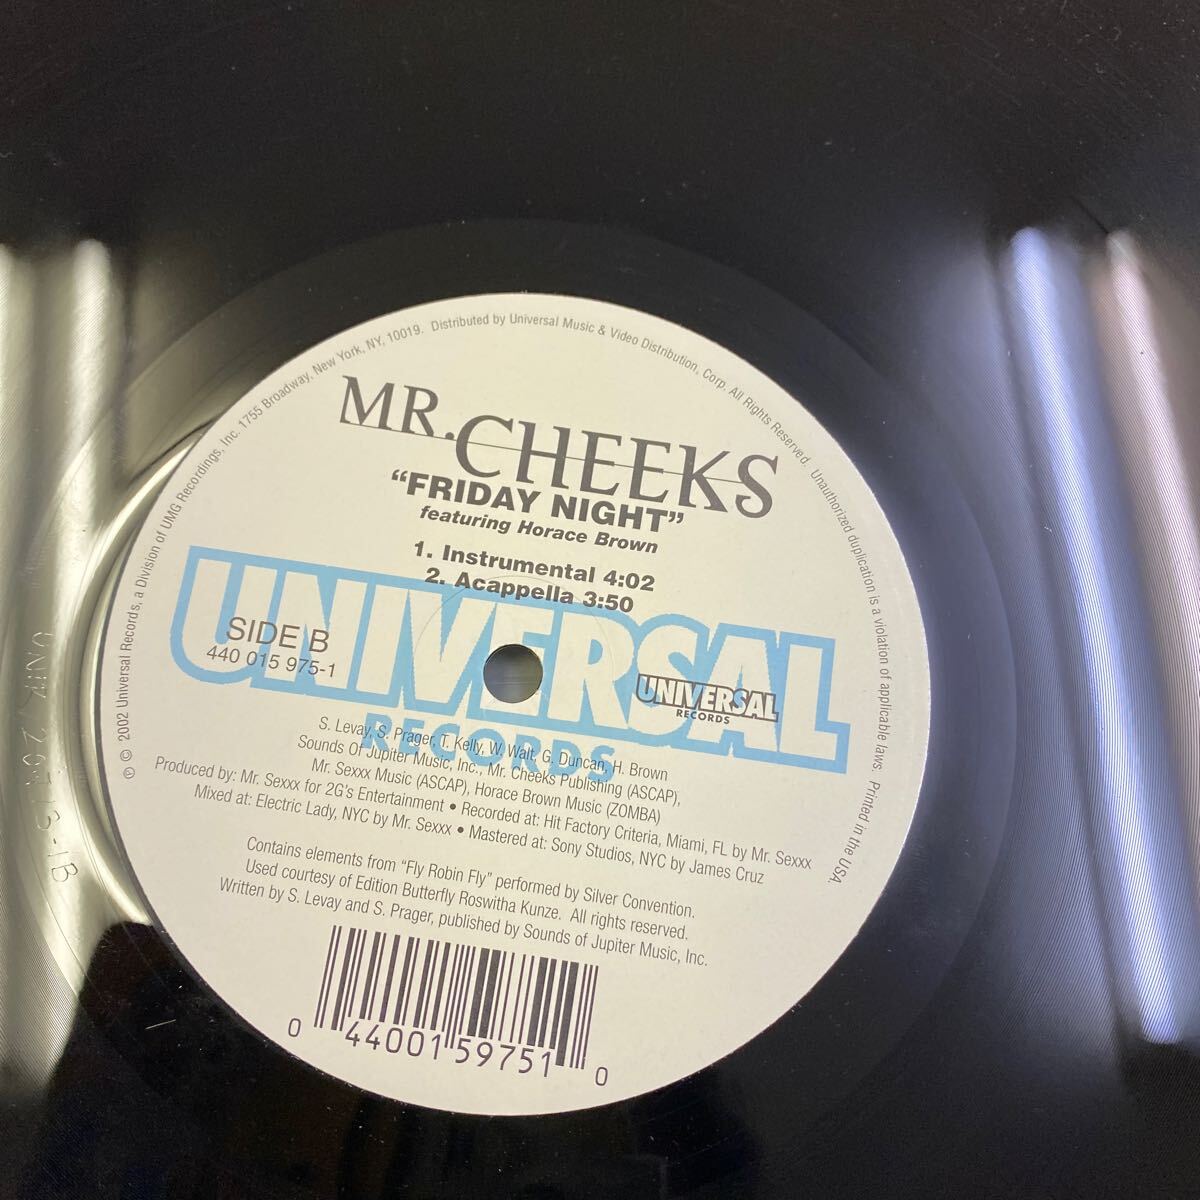 ℗ © 2002 Universal Records, a Division of UMG Recordings, Inc. 1755 Broadway, New York, NY, 10019. Distributed by Universal Music & Video Distribution, Corp. All Rights Reserved. Unauthorized duplication is a violation of applicable laws. Printed in the USA.
MR. CHEEKS
“FRIDAY NIGHT”
featuring Horace Brown
1. Instrumental 4:02
2. Acappella 3:50
UNIVERSAL
RECORDS
SIDE B
440 015 975-1
UNIVERSAL
RECORDS
S. Levay, S. Prager, T. Kelly, W. Walt, G. Duncan, H. Brown
Sounds Of Jupiter Music, Inc., Mr. Cheeks Publishing (ASCAP),
Mr. Sexxx Music (ASCAP), Horace Brown Music (ZOMBA)
Produced by: Mr. Sexxx for 2G's Entertainment • Recorded at: Hit Factory Criteria, Miami, FL by Mr. Sexxx
Mixed at: Electric Lady, NYC by Mr. Sexxx • Mastered at: Sony Studios, NYC by James Cruz
Contains elements from “Fly Robin Fly” performed by Silver Convention.
Used courtesy of Edition Butterfly Roswitha Kunze. All rights reserved.
Written by S. Levay and S. Prager, published by Sounds of Jupiter Music, Inc.
0 44001 59751 0